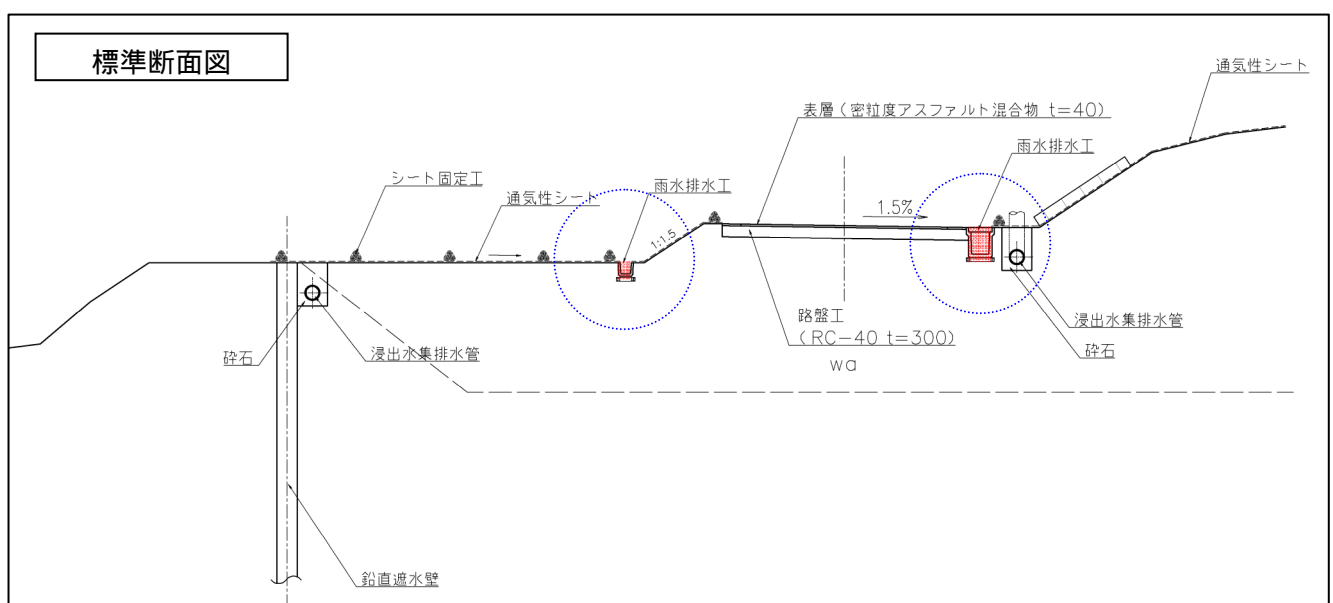 標準断面図
通気性シート
表層（密粒度アスファルト混合物 t=40）
雨水排水工
シート固定工
通気性シート
雨水排水工
1.5%
1:1.5
路盤工
（RC-40 t=300）
wa
浸出水集排水管
砕石
砕石
浸出水集排水管
鉛直遮水壁